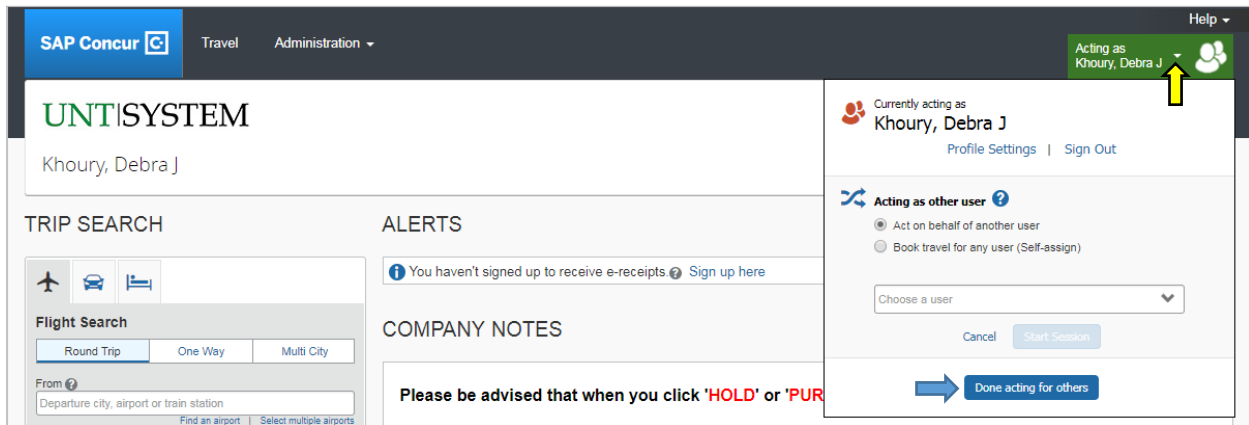 Help
SAP Concur C
Travel
Administration
Acting as
Khoury, Debra J
UNT SYSTEM
Khoury, Debra J
Currently acting as
Khoury, Debra J
Profile Settings | Sign Out
Acting as other user ?
Act on behalf of another user
Book travel for any user (Self-assign)
Choose a user
Cancel
Start Session
Done acting for others
TRIP SEARCH
Flight Search
Round Trip
One Way
Multi City
From ?
Departure city, airport or train station
Find an airport | Select multiple airports
ALERTS
i You haven't signed up to receive e-receipts. ? Sign up here
COMPANY NOTES
Please be advised that when you click 'HOLD' or 'PUR